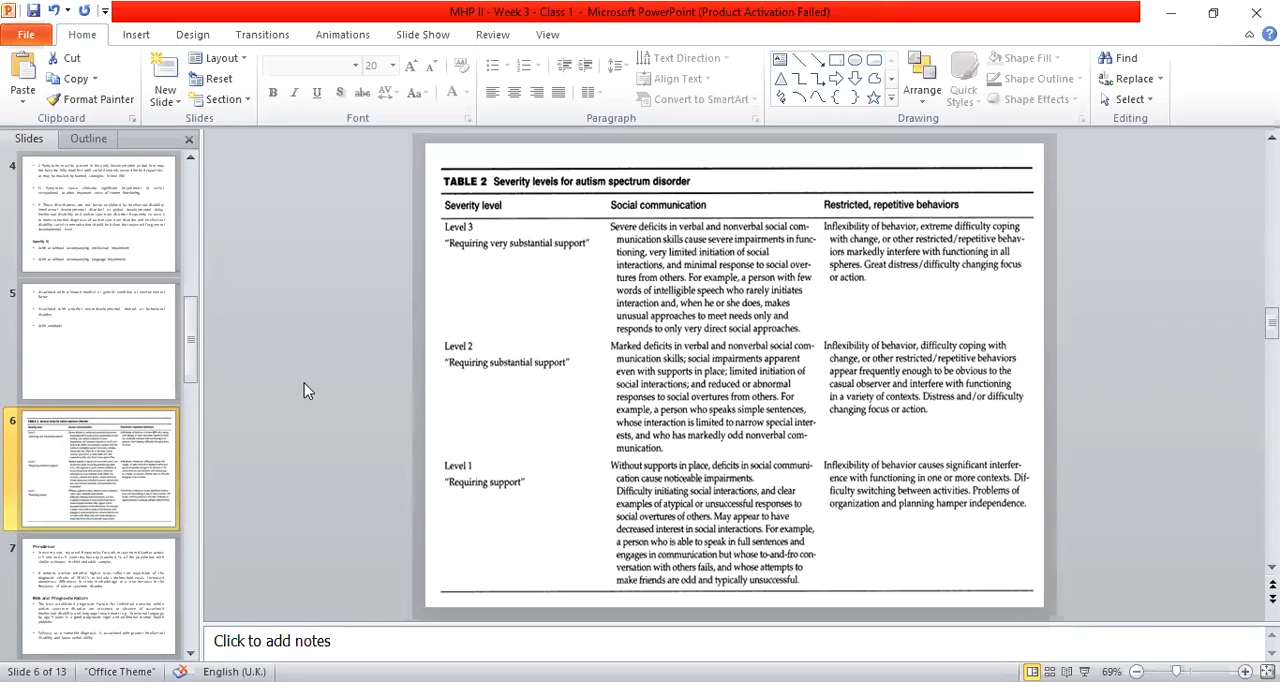 MHP II - Week 3 - Class 1 - Microsoft PowerPoint (Product Activation Failed)
File Home Insert Design Transitions Animations Slide Show Review View
Paste Cut Copy Format Painter
Clipboard
New Slide Layout Reset Section
Slides
20
B I U S abc AV Aa A
Font
Text Direction
Align Text
Convert to SmartArt
Paragraph
Arrange Quick Styles
Shape Fill
Shape Outline
Shape Effects
Drawing
Find
Replace
Select
Editing
Slides Outline
4
5
6
7
TABLE 2 Severity levels for autism spectrum disorder
Severity level Social communication Restricted, repetitive behaviors
Level 3
"Requiring very substantial support"
Severe deficits in verbal and nonverbal social com-
munication skills cause severe impairments in func-
tioning, very limited initiation of social
interactions, and minimal response to social over-
tures from others. For example, a person with few
words of intelligible speech who rarely initiates
interaction and, when he or she does, makes
unusual approaches to meet needs only and
responds to only very direct social approaches.
Inflexibility of behavior, extreme difficulty coping
with change, or other restricted/repetitive behav-
iors markedly interfere with functioning in all
spheres. Great distress/difficulty changing focus
or action.
Level 2
"Requiring substantial support"
Marked deficits in verbal and nonverbal social com-
munication skills; social impairments apparent
even with supports in place; limited initiation of
social interactions; and reduced or abnormal
responses to social overtures from others. For
example, a person who speaks simple sentences,
whose interaction is limited to narrow special inter-
ests, and who has markedly odd nonverbal com-
munication.
Inflexibility of behavior, difficulty coping with
change, or other restricted/repetitive behaviors
appear frequently enough to be obvious to the
casual observer and interfere with functioning
in a variety of contexts. Distress and/or difficulty
changing focus or action.
Level 1
"Requiring support"
Without supports in place, deficits in social communi-
cation cause noticeable impairments.
Difficulty initiating social interactions, and clear
examples of atypical or unsuccessful responses to
social overtures of others. May appear to have
decreased interest in social interactions. For example,
a person who is able to speak in full sentences and
engages in communication but whose to-and-fro con-
versation with others fails, and whose attempts to
make friends are odd and typically unsuccessful.
Inflexibility of behavior causes significant interfer-
ence with functioning in one or more contexts. Dif-
ficulty switching between activities. Problems of
organization and planning hamper independence.
Click to add notes
Slide 6 of 13 "Office Theme" English (U.K.) 69%